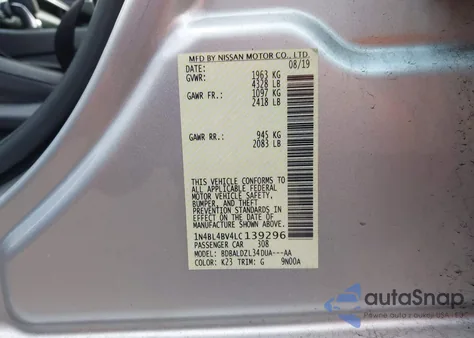 MFD BY NISSAN MOTOR CO., LTD.
DATE: 08/19
GVWR: 1963 KG
4328 LB
GAWR FR.: 1097 KG
2418 LB
GAWR RR.: 945 KG
2083 LB
THIS VEHICLE CONFORMS TO
ALL APPLICABLE FEDERAL
MOTOR VEHICLE SAFETY,
BUMPER, AND THEFT
PREVENTION STANDARDS IN
EFFECT ON THE DATE OF
MANUFACTURE SHOWN ABOVE.
1N4BL4BV4LC139296
PASSENGER CAR 308
MODEL: BDBALDZL34DUA---AA
COLOR: K23 TRIM: G 9N00A
autoSnap